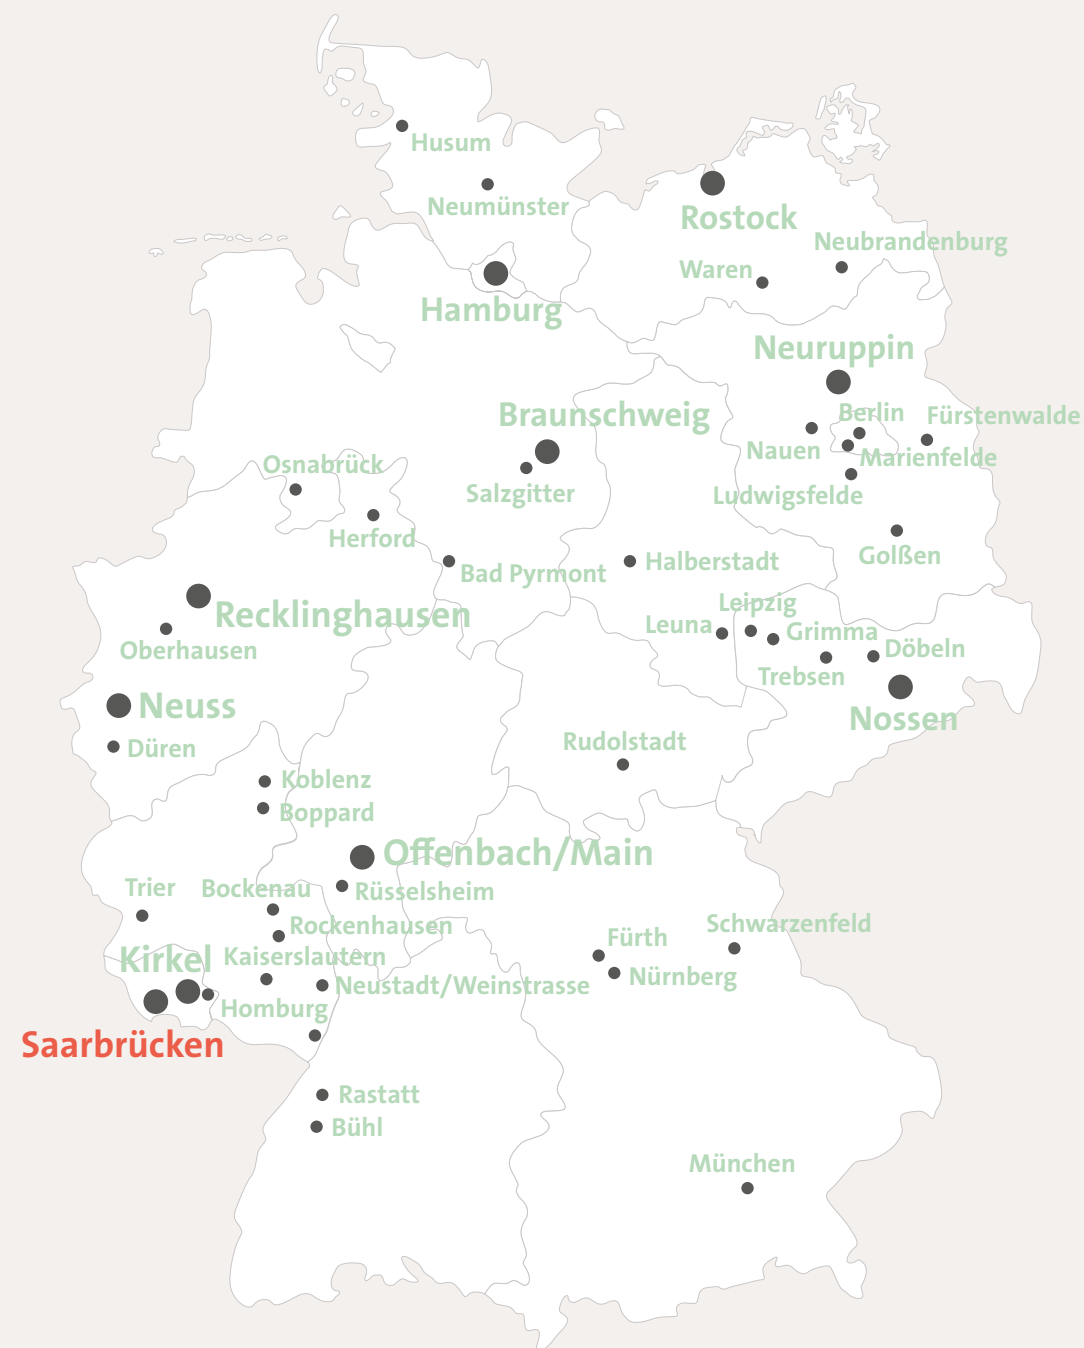 Husum
Neumünster
Rostock
Neubrandenburg
Waren
Hamburg
Neuruppin
Braunschweig
Berlin
Fürstenwalde
Nauen
Marienfelde
Osnabrück
Salzgitter
Ludwigsfelde
Herford
Golßen
Bad Pyrmont
Halberstadt
Leipzig
Recklinghausen
Leuna
Grimma
Oberhausen
Döbeln
Trebsen
Neuss
Nossen
Düren
Rudolstadt
Koblenz
Boppard
Offenbach/Main
Trier
Bockenau
Rüsselsheim
Rockenhausen
Schwarzenfeld
Fürth
Kirkel
Kaiserslautern
Nürnberg
Neustadt/Weinstrasse
Homburg
Saarbrücken
Rastatt
Bühl
München